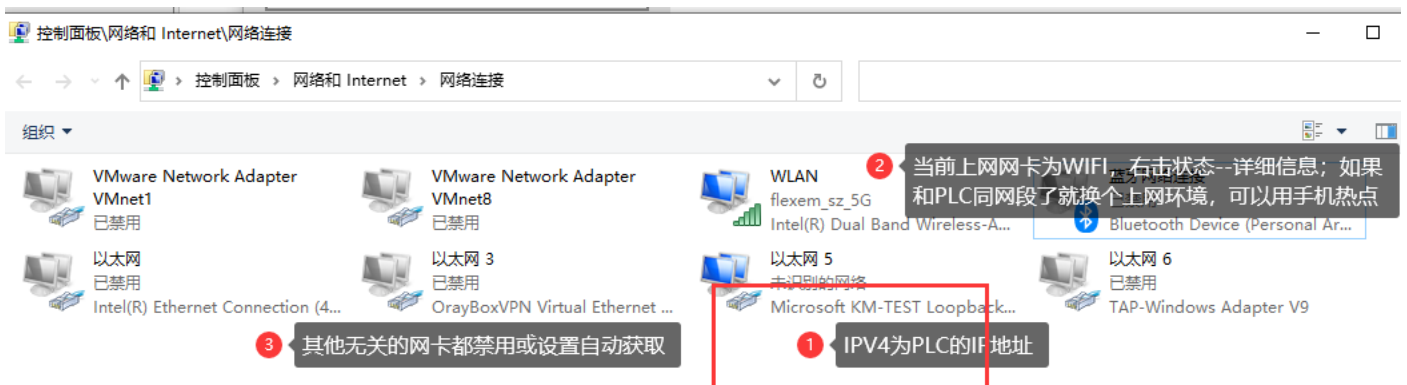 控制面板\网络和 Internet\网络连接
控制面板 › 网络和 Internet › 网络连接
组织
VMware Network Adapter
VMnet1
已禁用
VMware Network Adapter
VMnet8
已禁用
WLAN
flexem_sz_5G
Intel(R) Dual Band Wireless-A...
2 当前上网网卡为WIFI，右击状态--详细信息；如果
和PLC同网段了就换个上网环境，可以用手机热点
Bluetooth Device (Personal Ar...
以太网
已禁用
Intel(R) Ethernet Connection (4...
以太网 3
已禁用
OrayBoxVPN Virtual Ethernet ...
以太网 5
未识别的网络
Microsoft KM-TEST Loopback...
以太网 6
已禁用
TAP-Windows Adapter V9
3 其他无关的网卡都禁用或设置自动获取
1 IPV4为PLC的IP地址